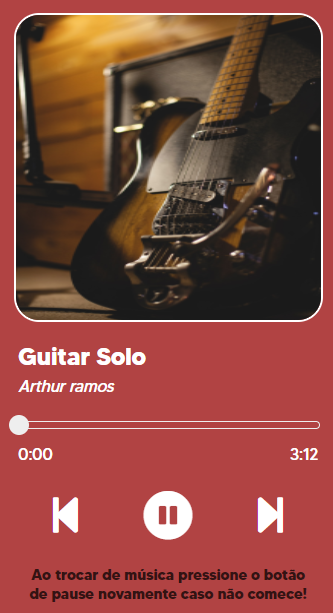 Guitar Solo
Arthur ramos
0:00 3:12
Ao trocar de música pressione o botão
de pause novamente caso não comece!